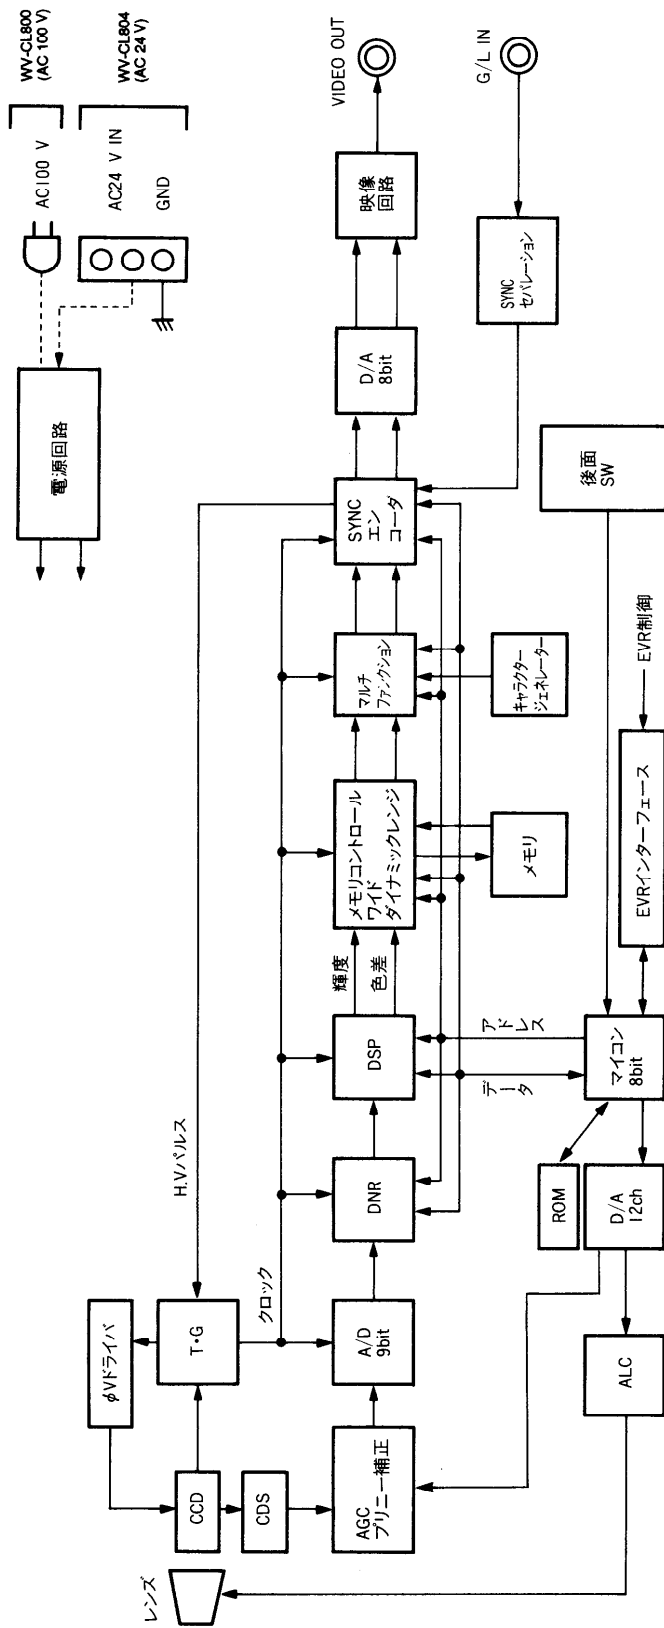 レンズ
φVドライバ
CCD
T・G
CDS
H.Vパルス
クロック
AGC
プリニー補正
A/D
9bit
DNR
DSP
輝度
色差
メモリコントロール
ワイド
ダイナミックレンジ
マルチ
ファンクション
SYNC
エン
コーダ
D/A
8bit
映像
回路
VIDEO OUT
G/L IN
SYNC
セパレーション
キャラクター
ジェネレーター
メモリ
アドレス
データ
ROM
マイコン
8bit
D/A
12ch
ALC
EVRインターフェース
EVR制御
後面
SW
電源回路
AC100 V
WV-CL800
(AC 100 V)
AC24 V IN
GND
WV-CL804
(AC 24 V)